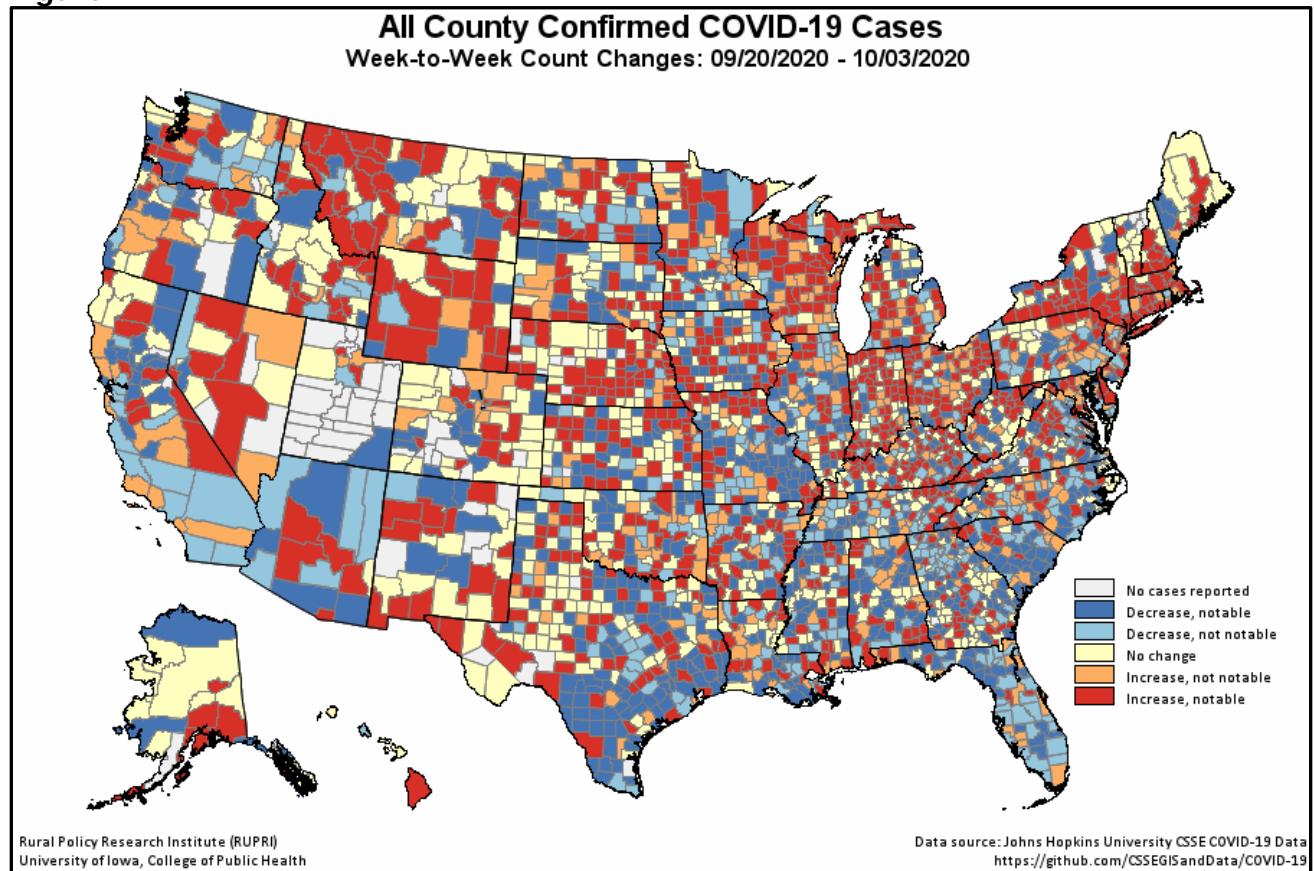 All County Confirmed COVID-19 Cases
Week-to-Week Count Changes: 09/20/2020 - 10/03/2020
No cases reported
Decrease, notable
Decrease, not notable
No change
Increase, not notable
Increase, notable
Rural Policy Research Institute (RUPRI)
University of Iowa, College of Public Health
Data source: Johns Hopkins University CSSE COVID-19 Data
https://github.com/CSSEGISandData/COVID-19